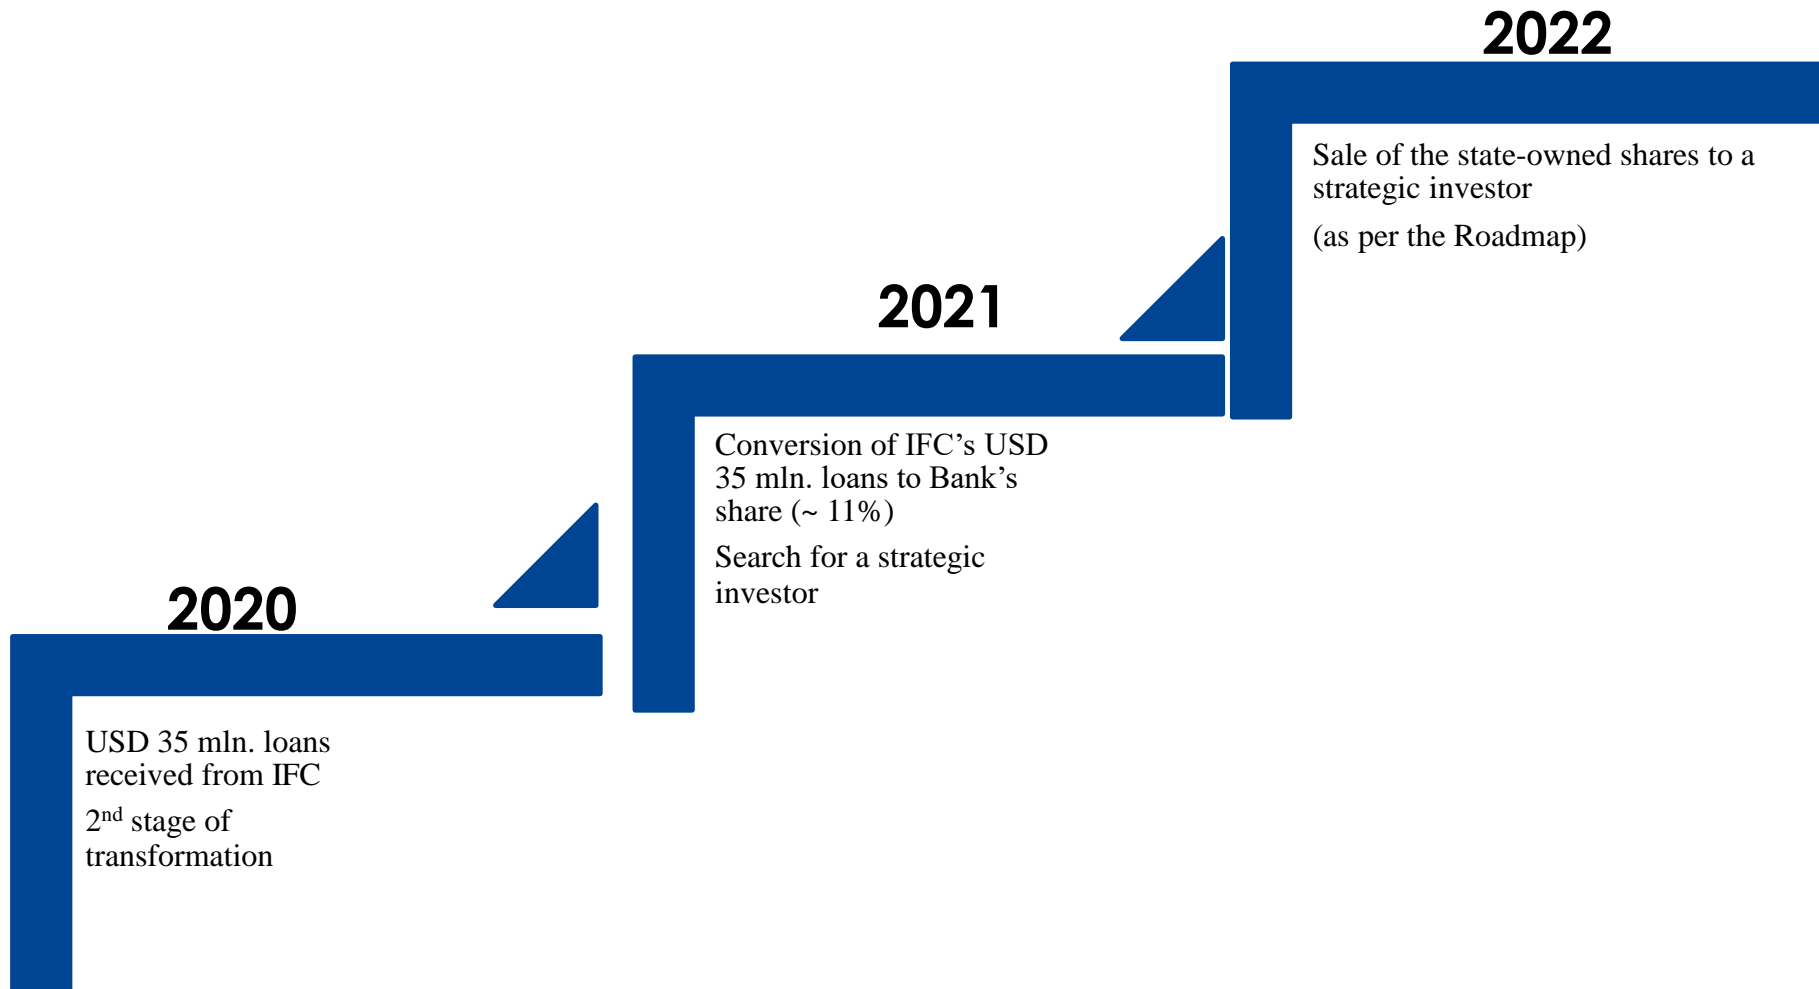 2020
USD 35 mln. loans
received from IFC
2nd stage of
transformation
2021
Conversion of IFC’s USD
35 mln. loans to Bank’s
share (~ 11%)
Search for a strategic
investor
2022
Sale of the state-owned shares to a
strategic investor
(as per the Roadmap)